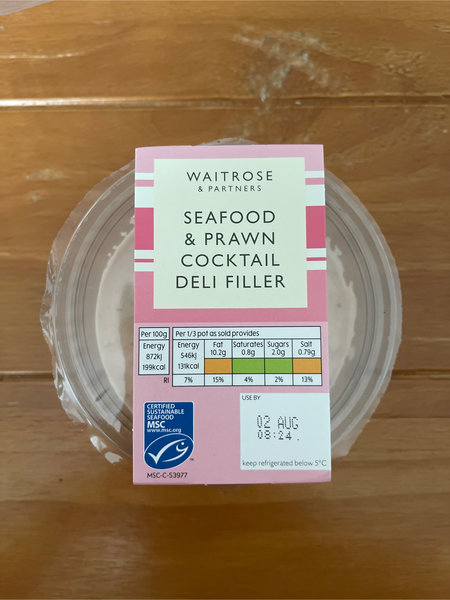 WAITROSE
& PARTNERS
SEAFOOD
& PRAWN
COCKTAIL
DELI FILLER
Per 100g
Energy
872kJ
199kcal
Per 1/3 pot as sold provides
Energy Fat Saturates Sugars Salt
546kJ 10.2g 0.8g 2.0g 0.79g
131kcal
RI 7% 15% 4% 2% 13%
CERTIFIED
SUSTAINABLE
SEAFOOD
MSC
www.msc.org
TM
MSC-C-53977
USE BY
02 AUG
08:24.
keep refrigerated below 5°C